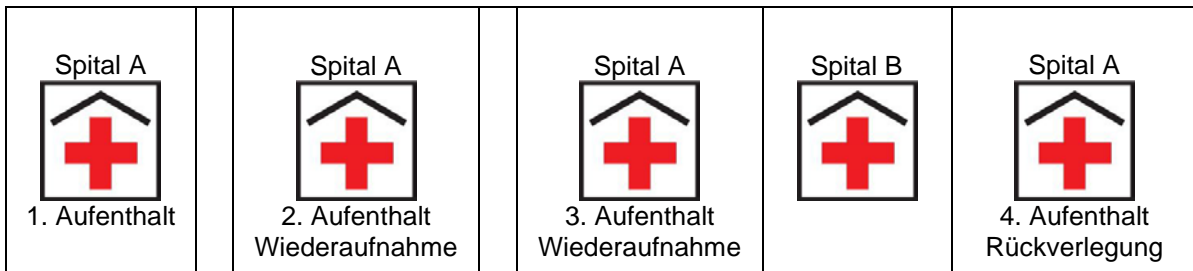 Spital A
1. Aufenthalt
Spital A
2. Aufenthalt
Wiederaufnahme
Spital A
3. Aufenthalt
Wiederaufnahme
Spital B
Spital A
4. Aufenthalt
Rückverlegung